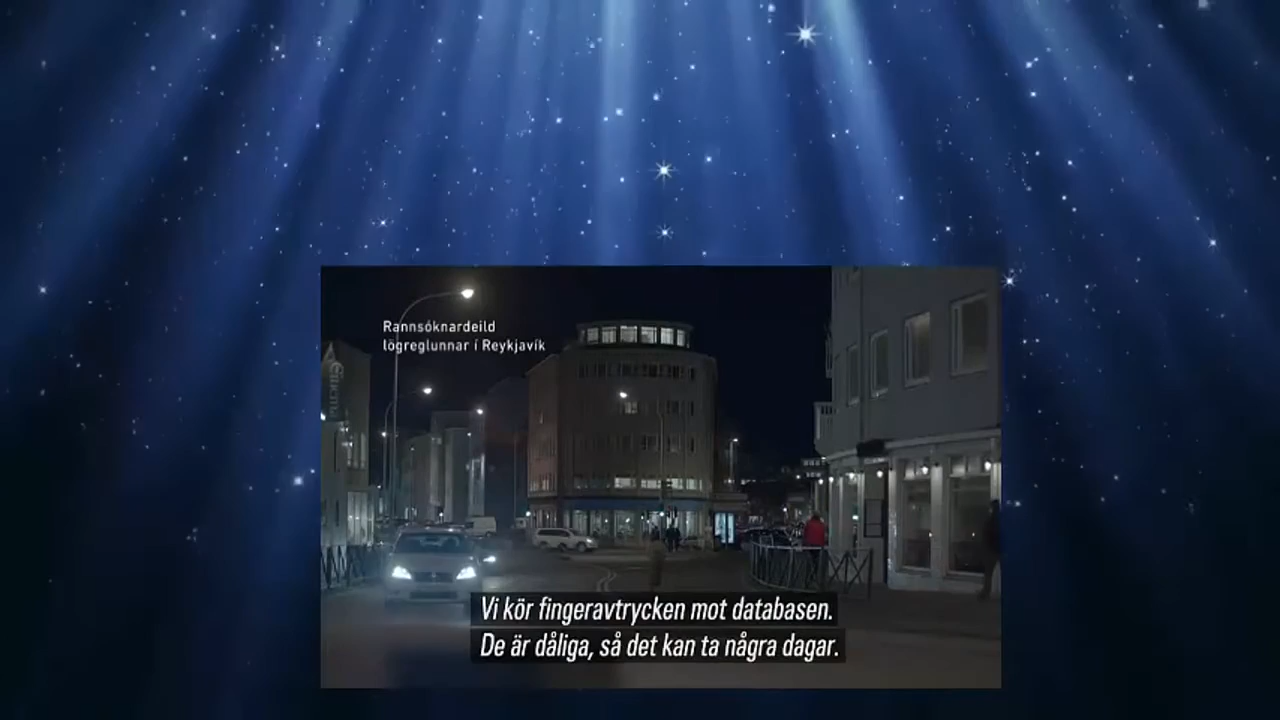 Rannsóknardeild
lögreglunnar í Reykjavík
Vi kör fingeravtrycken mot databasen.
De är dåliga, så det kan ta några dagar.